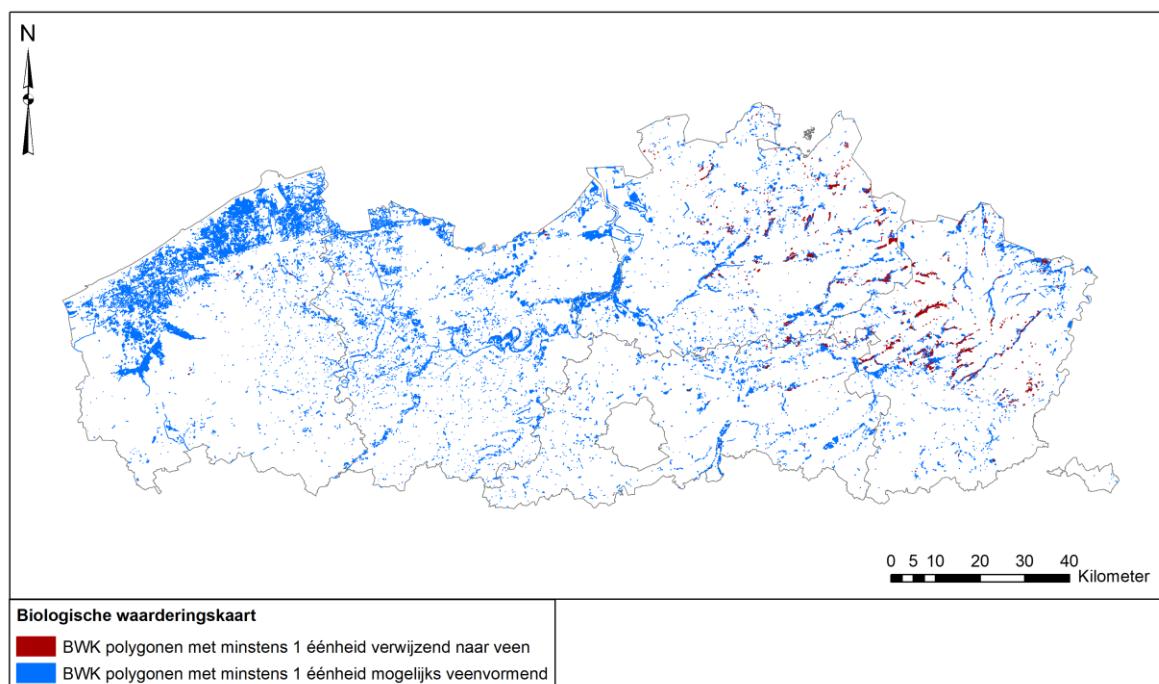 N
0 5 10 20 30 40
Kilometer
Biologische waarderingskaart
BWK polygonen met minstens 1 éénheid verwijzend naar veen
BWK polygonen met minstens 1 éénheid mogelijks veenvormend